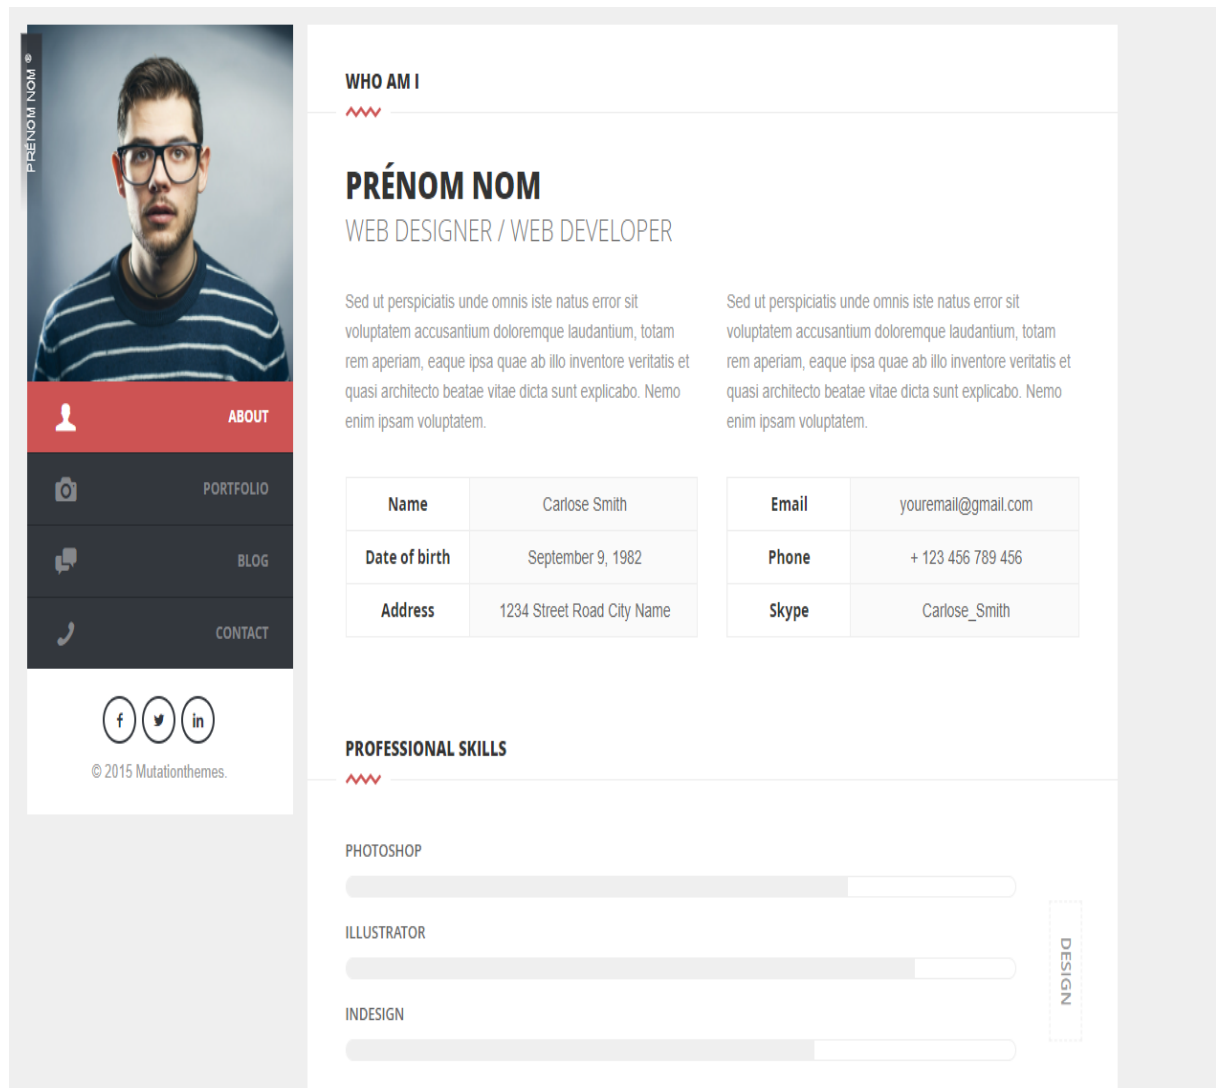 PRÉNOM NOM ®
ABOUT
PORTFOLIO
BLOG
CONTACT
© 2015 Mutationthemes.
WHO AM I
PRÉNOM NOM
WEB DESIGNER / WEB DEVELOPER
Sed ut perspiciatis unde omnis iste natus error sit
voluptatem accusantium doloremque laudantium, totam
rem aperiam, eaque ipsa quae ab illo inventore veritatis et
quasi architecto beatae vitae dicta sunt explicabo. Nemo
enim ipsam voluptatem.
Sed ut perspiciatis unde omnis iste natus error sit
voluptatem accusantium doloremque laudantium, totam
rem aperiam, eaque ipsa quae ab illo inventore veritatis et
quasi architecto beatae vitae dicta sunt explicabo. Nemo
enim ipsam voluptatem.
Name Carlose Smith
Date of birth September 9, 1982
Address 1234 Street Road City Name
Email youremail@gmail.com
Phone + 123 456 789 456
Skype Carlose_Smith
PROFESSIONAL SKILLS
PHOTOSHOP
ILLUSTRATOR
INDESIGN
DESIGN